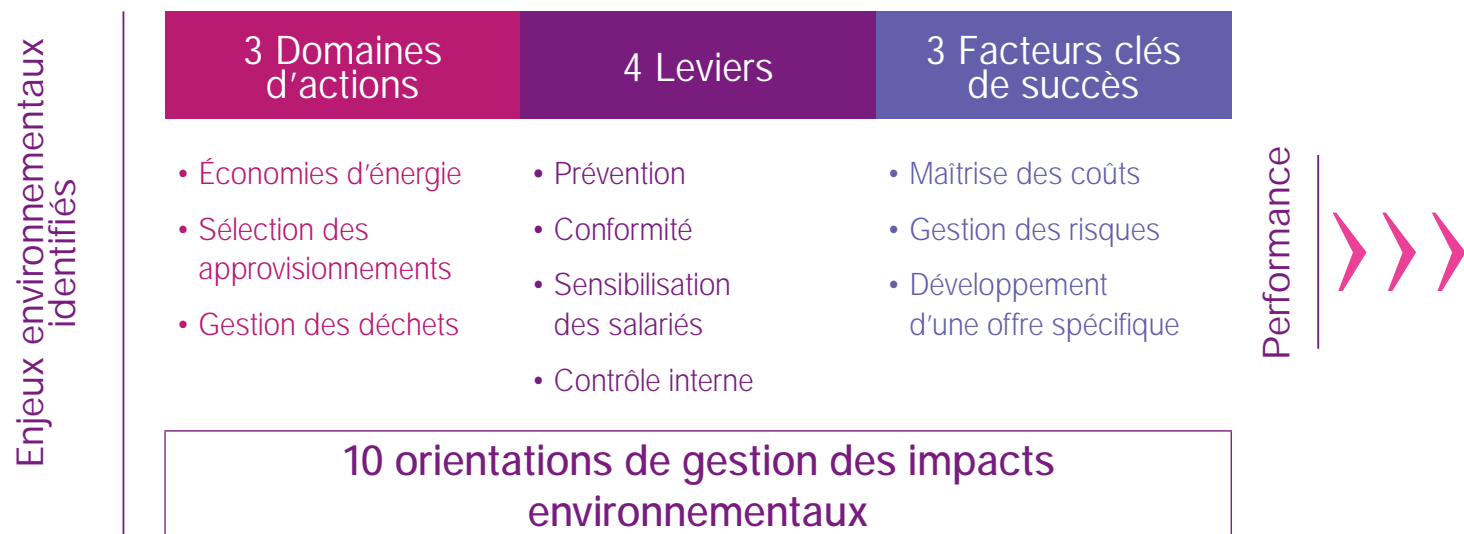 Enjeux environnementaux
identifiés
3 Domaines
d'actions
• Économies d'énergie
• Sélection des
approvisionnements
• Gestion des déchets
4 Leviers
• Prévention
• Conformité
• Sensibilisation
des salariés
• Contrôle interne
3 Facteurs clés
de succès
• Maîtrise des coûts
• Gestion des risques
• Développement
d'une offre spécifique
10 orientations de gestion des impacts
environnementaux
Performance